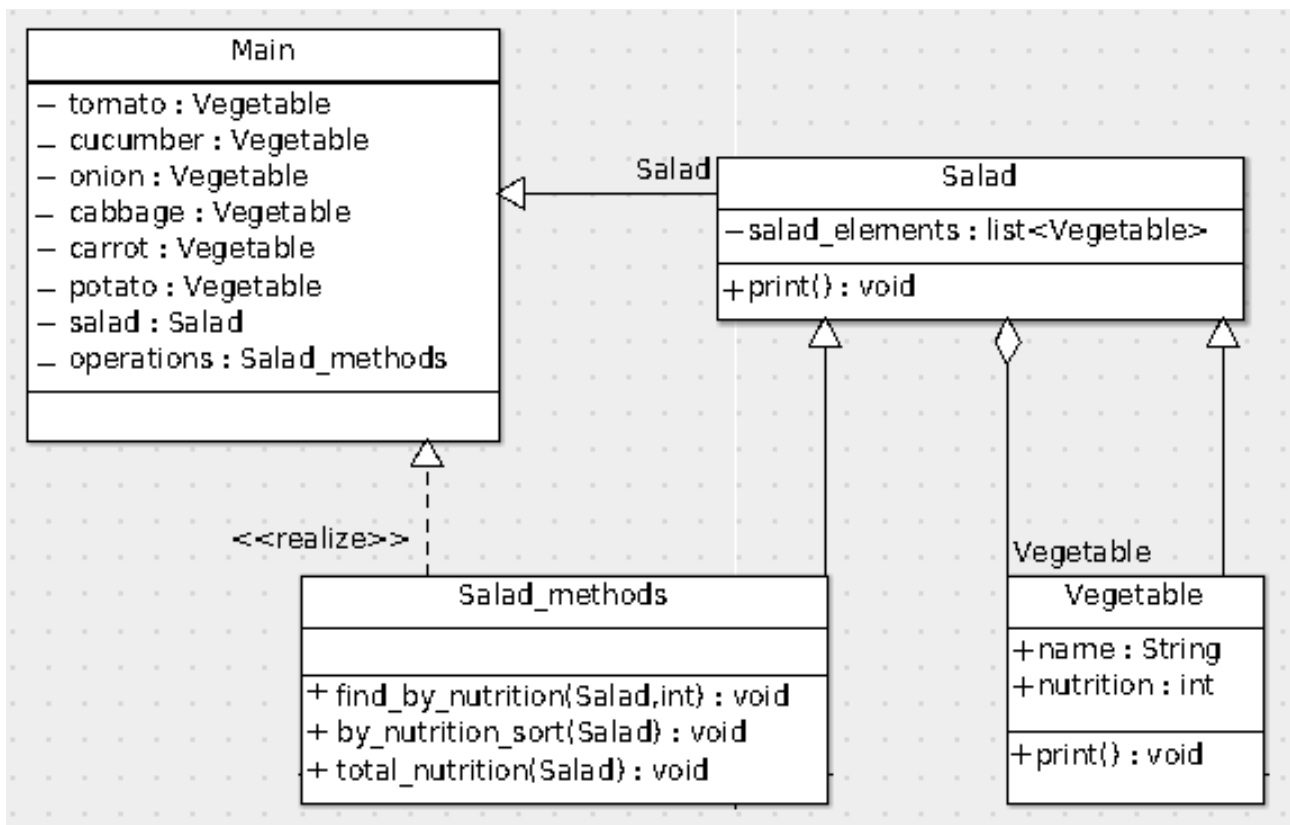 Main
– tomato : Vegetable
– cucumber : Vegetable
– onion : Vegetable
– cabbage : Vegetable
– carrot : Vegetable
– potato : Vegetable
– salad : Salad
– operations : Salad_methods
Salad
Salad
–salad_elements : list<Vegetable>
+print() : void
<<realize>>
Salad_methods
+ find_by_nutrition(Salad,int) : void
+ by_nutrition_sort(Salad) : void
+ total_nutrition(Salad) : void
Vegetable
Vegetable
+name : String
+nutrition : int
+print() : void